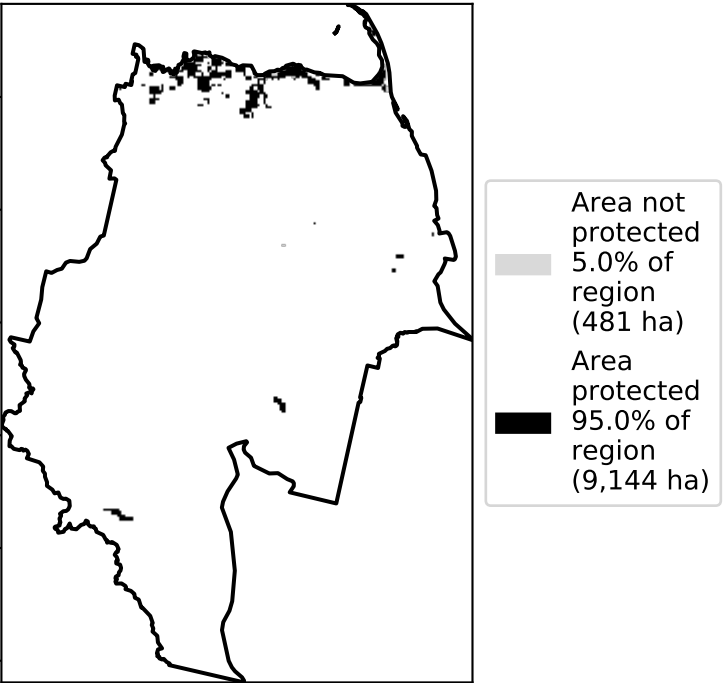 Area not
protected
5.0% of
region
(481 ha)
Area
protected
95.0% of
region
(9,144 ha)